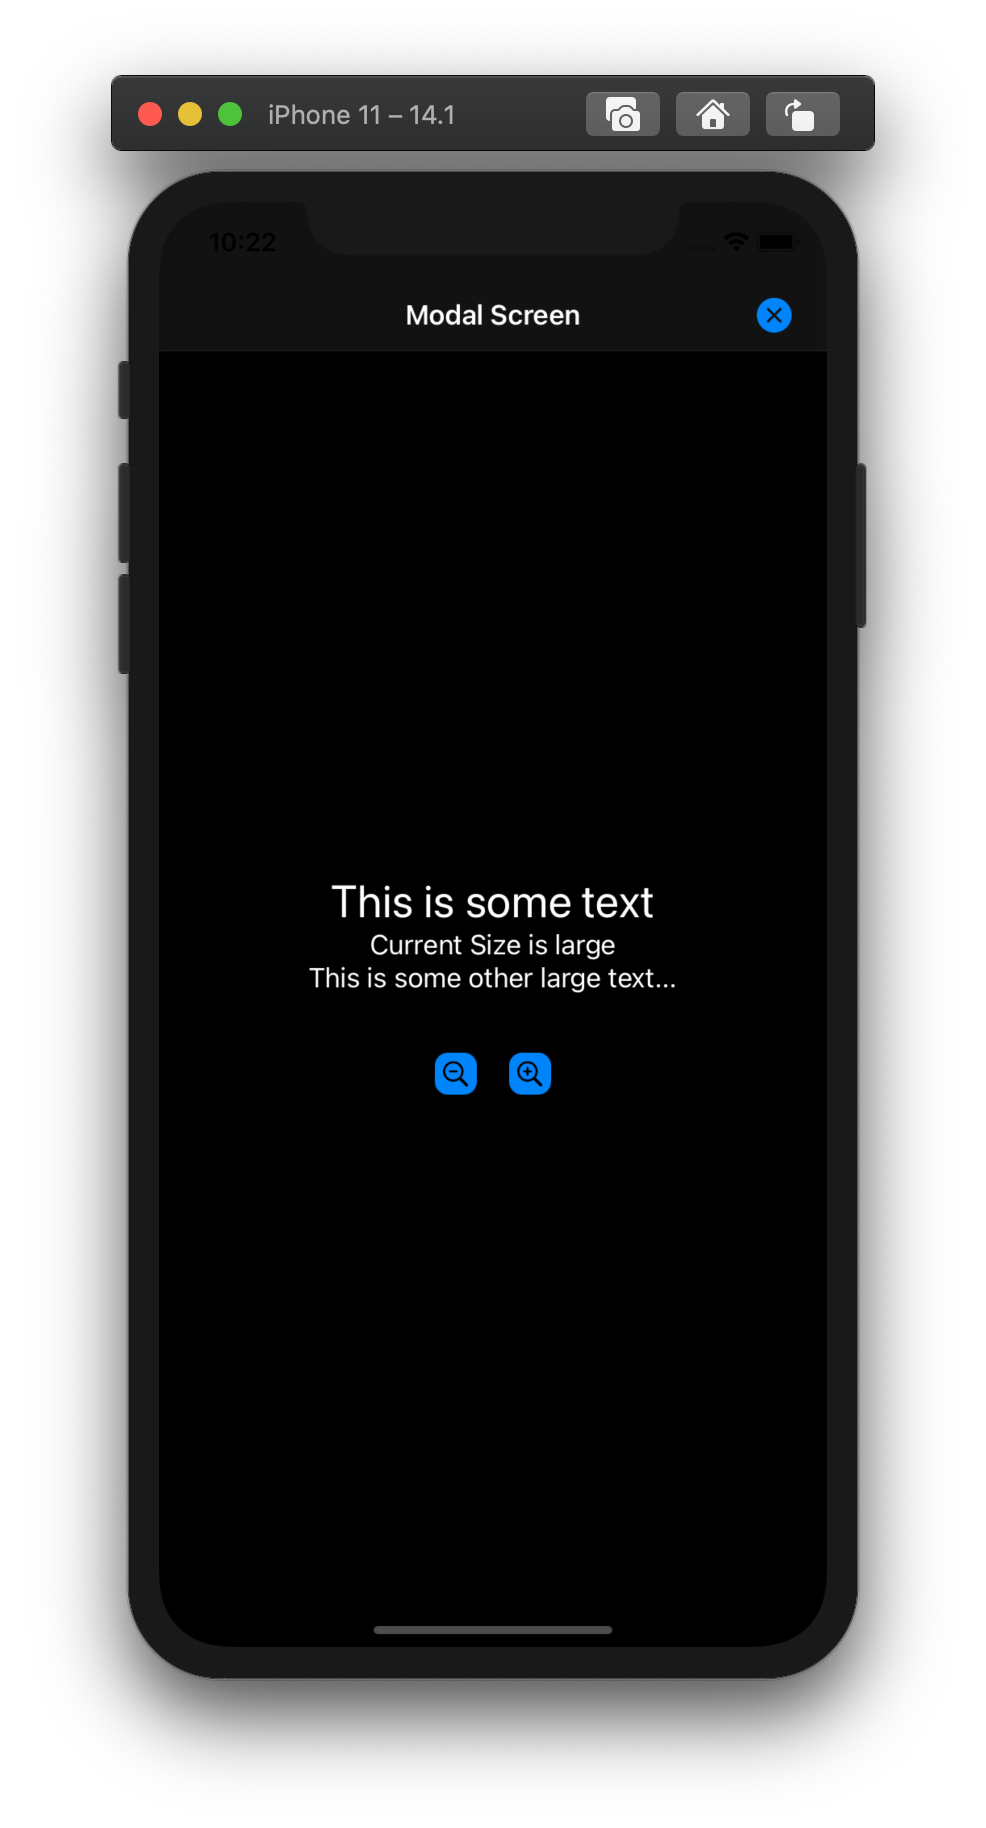 iPhone 11 – 14.1
10:22
Modal Screen
This is some text
Current Size is large
This is some other large text...